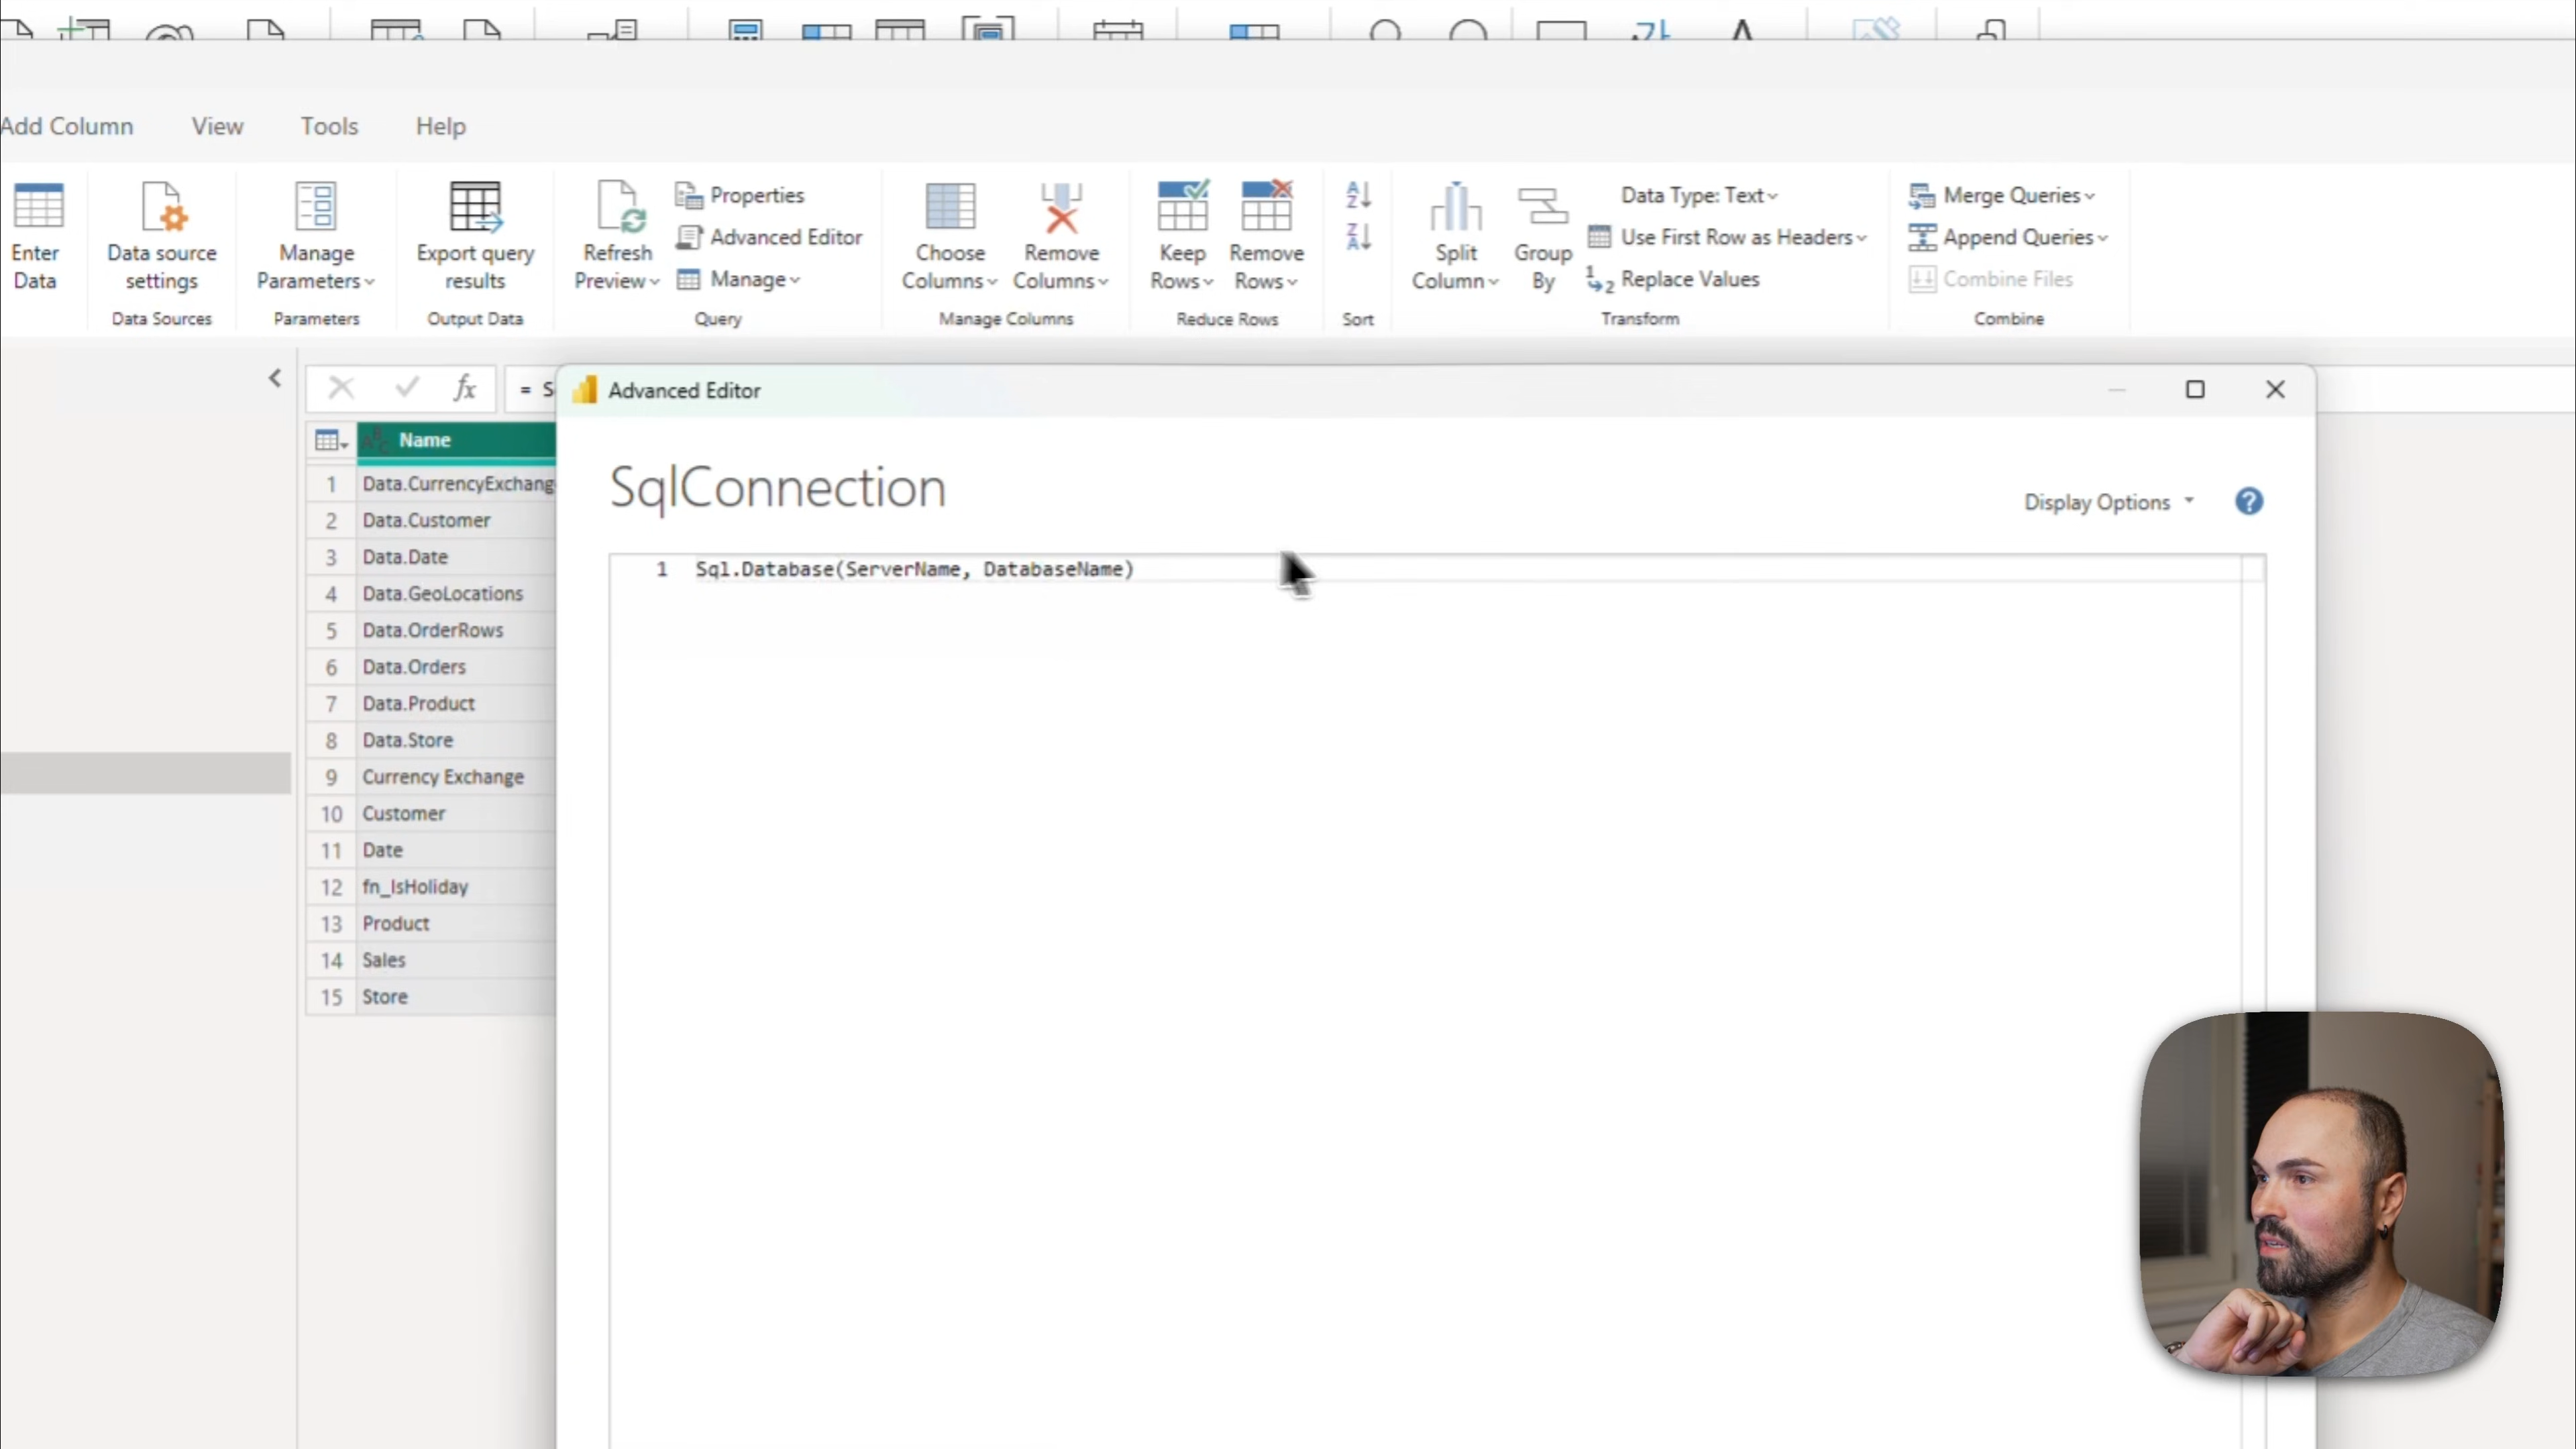 Add Column View Tools Help
Enter Data
Data source settings
Manage Parameters
Export query results
Refresh Preview
Properties
Advanced Editor
Manage
Choose Columns
Remove Columns
Keep Rows
Remove Rows
Split Column
Group By
Data Type: Text
Use First Row as Headers
Replace Values
Merge Queries
Append Queries
Combine Files
Data Sources
Parameters
Output Data
Query
Manage Columns
Reduce Rows
Sort
Transform
Combine
fx = S
Advanced Editor
Name
SqlConnection
Display Options
1 Sql.Database(ServerName, DatabaseName)
1 Data.CurrencyExchang
2 Data.Customer
3 Data.Date
4 Data.GeoLocations
5 Data.OrderRows
6 Data.Orders
7 Data.Product
8 Data.Store
9 Currency Exchange
10 Customer
11 Date
12 fn_IsHoliday
13 Product
14 Sales
15 Store